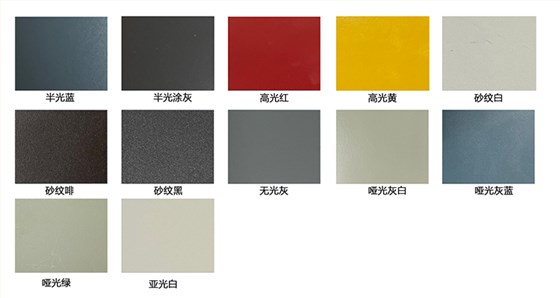 半光蓝
半光涂灰
高光红
高光黄
砂纹白
砂纹啡
砂纹黑
无光灰
哑光灰白
哑光灰蓝
哑光绿
亚光白